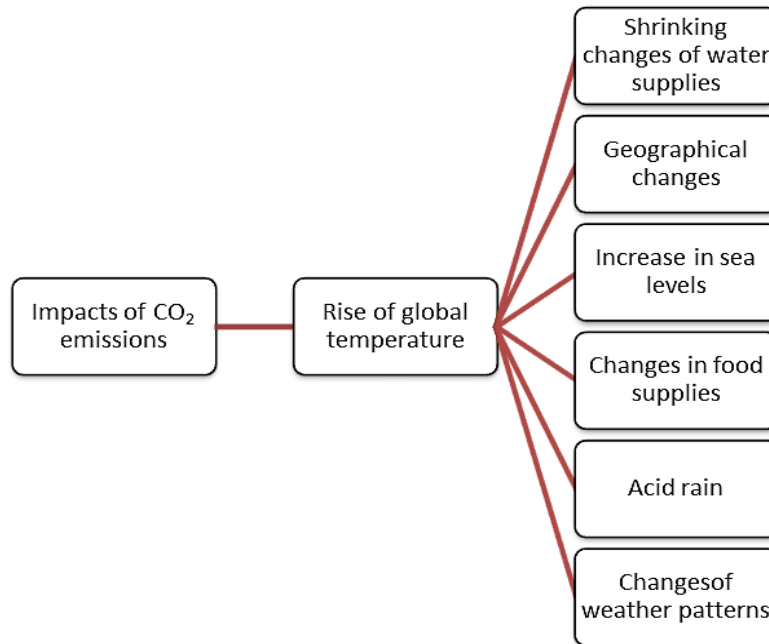 Impacts of CO₂
emissions
Rise of global
temperature
Shrinking
changes of water
supplies
Geographical
changes
Increase in sea
levels
Changes in food
supplies
Acid rain
Changesof
weather patterns